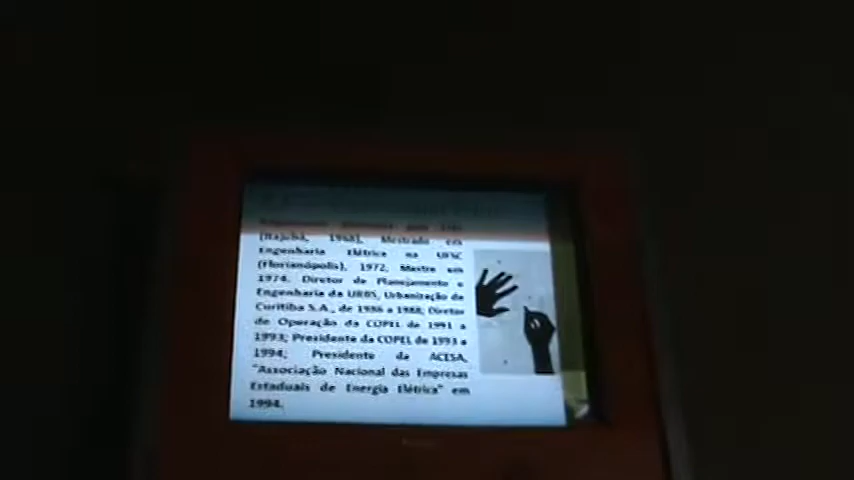 (Itajubá, 1968), Mestrado em
Engenharia Elétrica na UFSC
(Florianópolis), 1972, Mestre em
1974. Diretor de Planejamento e
Engenharia da URBS, Urbanização de
Curitiba S.A., de 1986 a 1988; Diretor
de Operação da COPEL de 1991 a
1993; Presidente da COPEL de 1993 a
1994; Presidente da ACESA,
"Associação Nacional das Empresas
Estaduais de Energia Elétrica" em
1994.